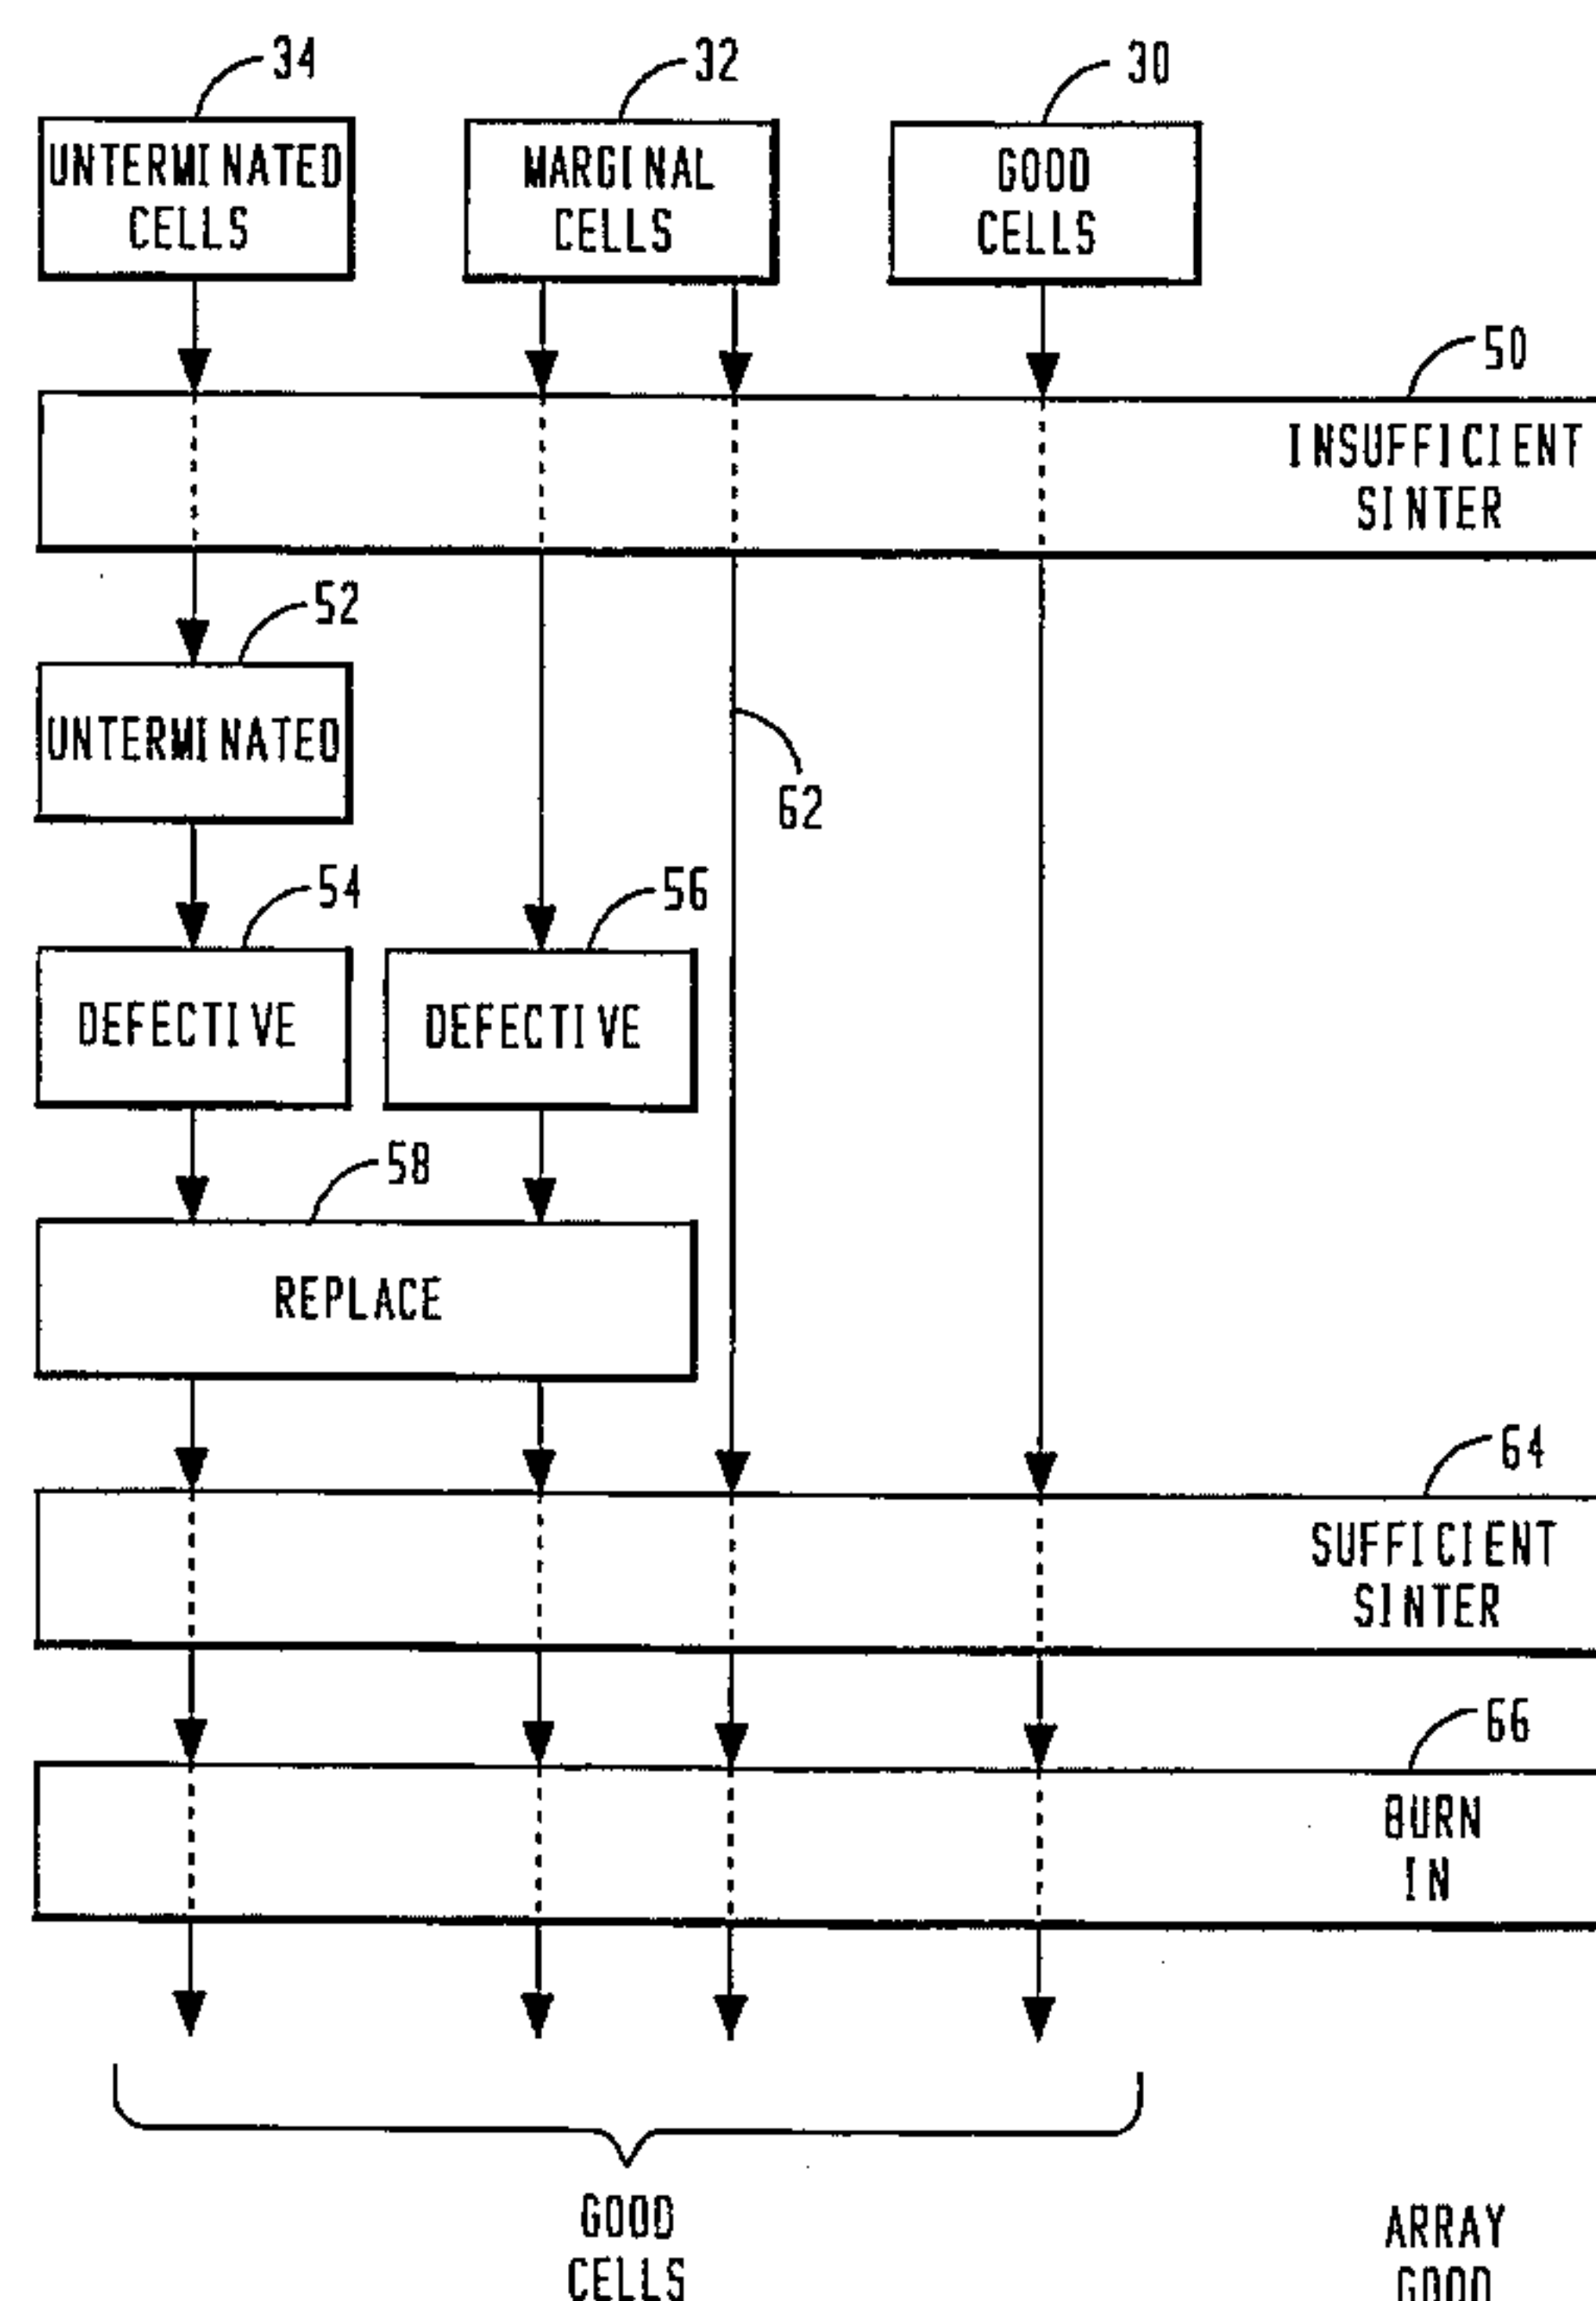 34
32
30
UNTERMINATED
CELLS
MARGINAL
CELLS
GOOD
CELLS
50
INSUFFICIENT
SINTER
52
UNTERMINATED
62
54
56
DEFECTIVE
DEFECTIVE
58
REPLACE
64
SUFFICIENT
SINTER
66
BURN
IN
GOOD
CELLS
ARRAY
GOOD